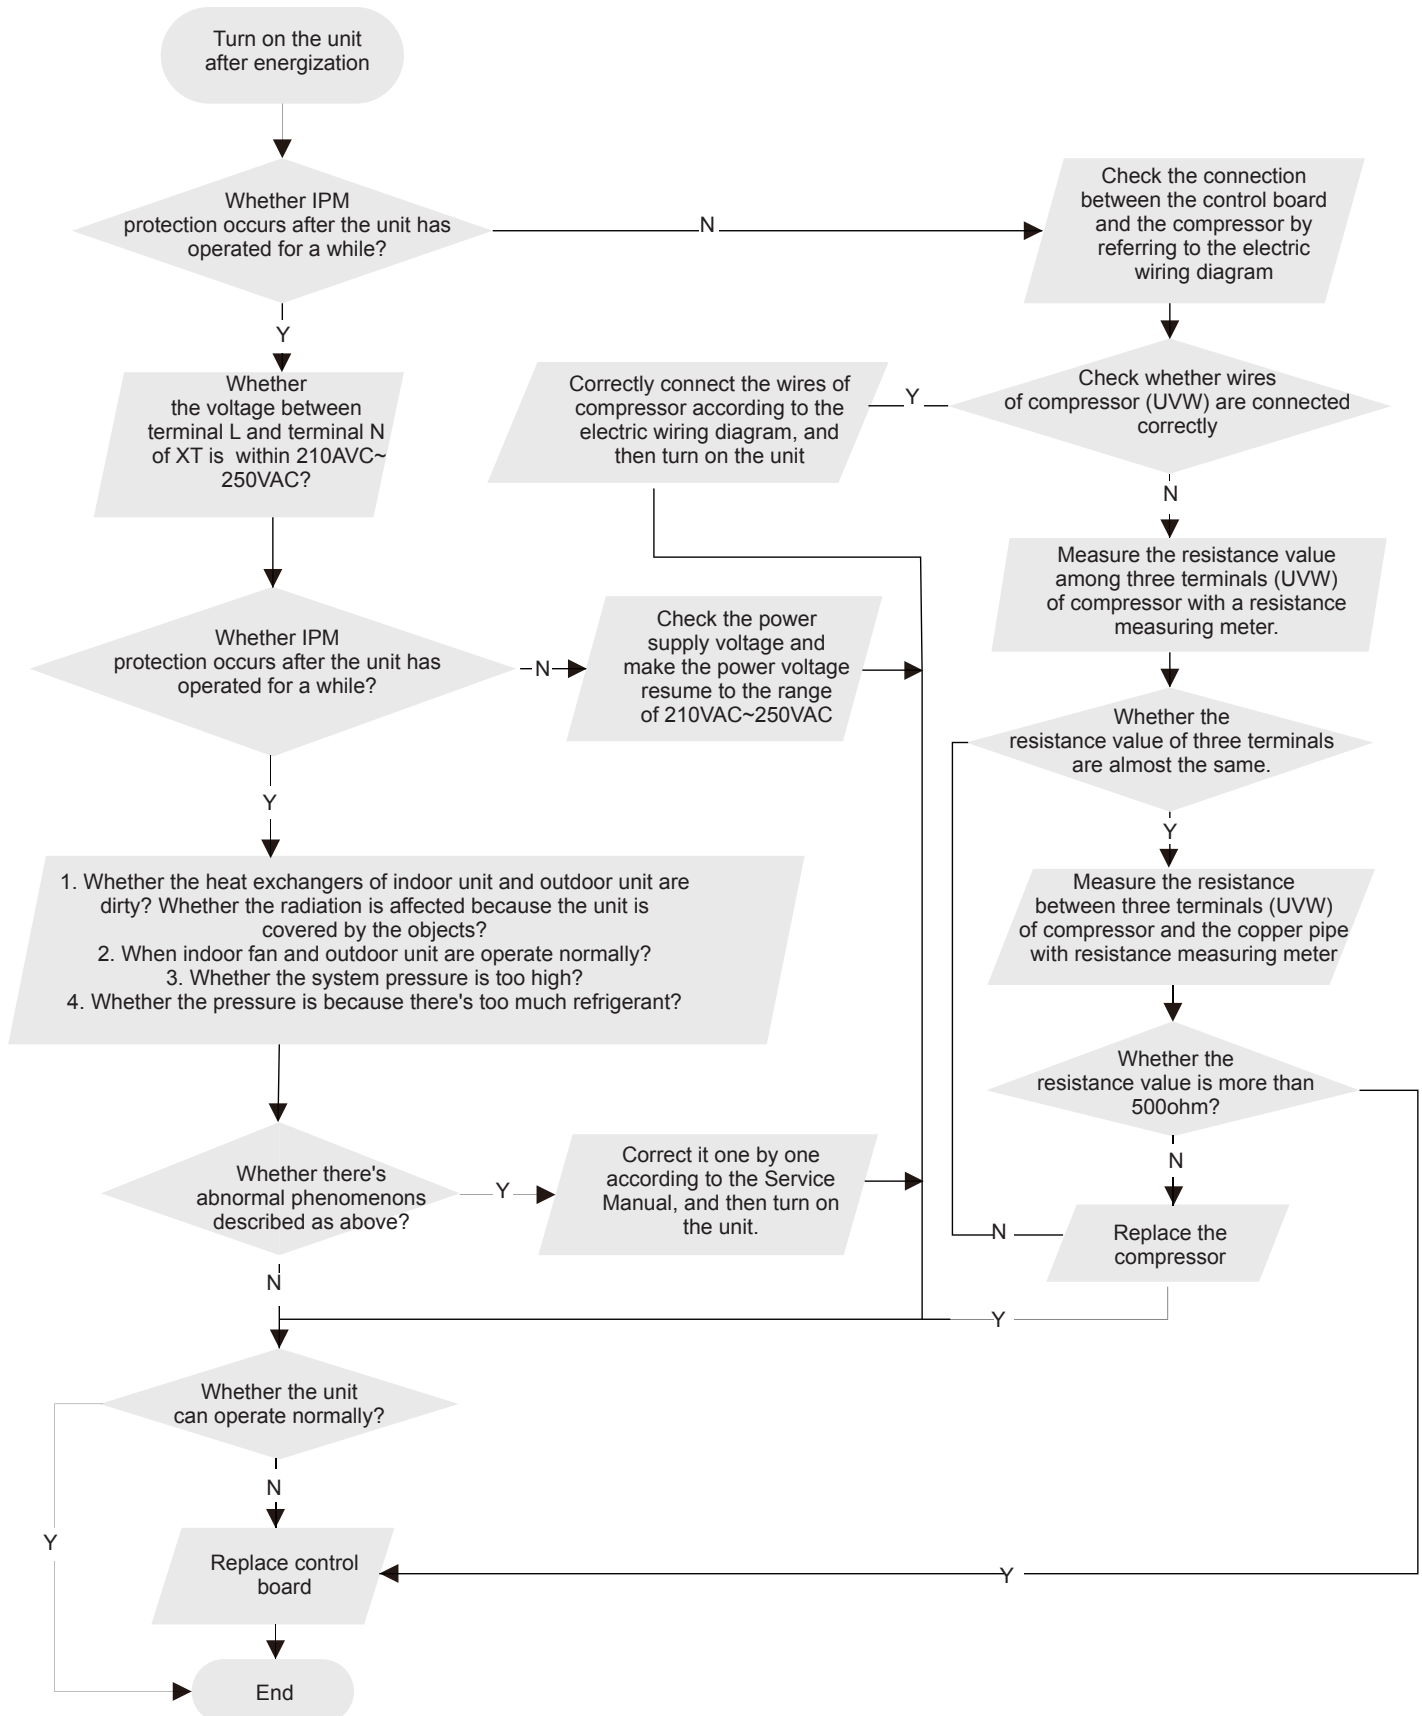 Turn on the unit
after energization
Whether IPM
protection occurs after the unit has
operated for a while?
N
Check the connection
between the control board
and the compressor by
referring to the electric
wiring diagram
Y
Whether
the voltage between
terminal L and terminal N
of XT is within 210AVC~
250VAC?
Correctly connect the wires of
compressor according to the
electric wiring diagram, and
then turn on the unit
Y
Check whether wires
of compressor (UVW) are connected
correctly
N
Measure the resistance value
among three terminals (UVW)
of compressor with a resistance
measuring meter.
Whether IPM
protection occurs after the unit has
operated for a while?
N
Check the power
supply voltage and
make the power voltage
resume to the range
of 210VAC~250VAC
Whether the
resistance value of three terminals
are almost the same.
Y
Y
1. Whether the heat exchangers of indoor unit and outdoor unit are
dirty? Whether the radiation is affected because the unit is
covered by the objects?
2. When indoor fan and outdoor unit are operate normally?
3. Whether the system pressure is too high?
4. Whether the pressure is because there's too much refrigerant?
Measure the resistance
between three terminals (UVW)
of compressor and the copper pipe
with resistance measuring meter
Whether the
resistance value is more than
500ohm?
N
Whether there's
abnormal phenomenons
described as above?
Y
Correct it one by one
according to the Service
Manual, and then turn on
the unit.
N
Replace the
compressor
N
Y
Whether the unit
can operate normally?
N
Y
Replace control
board
Y
End